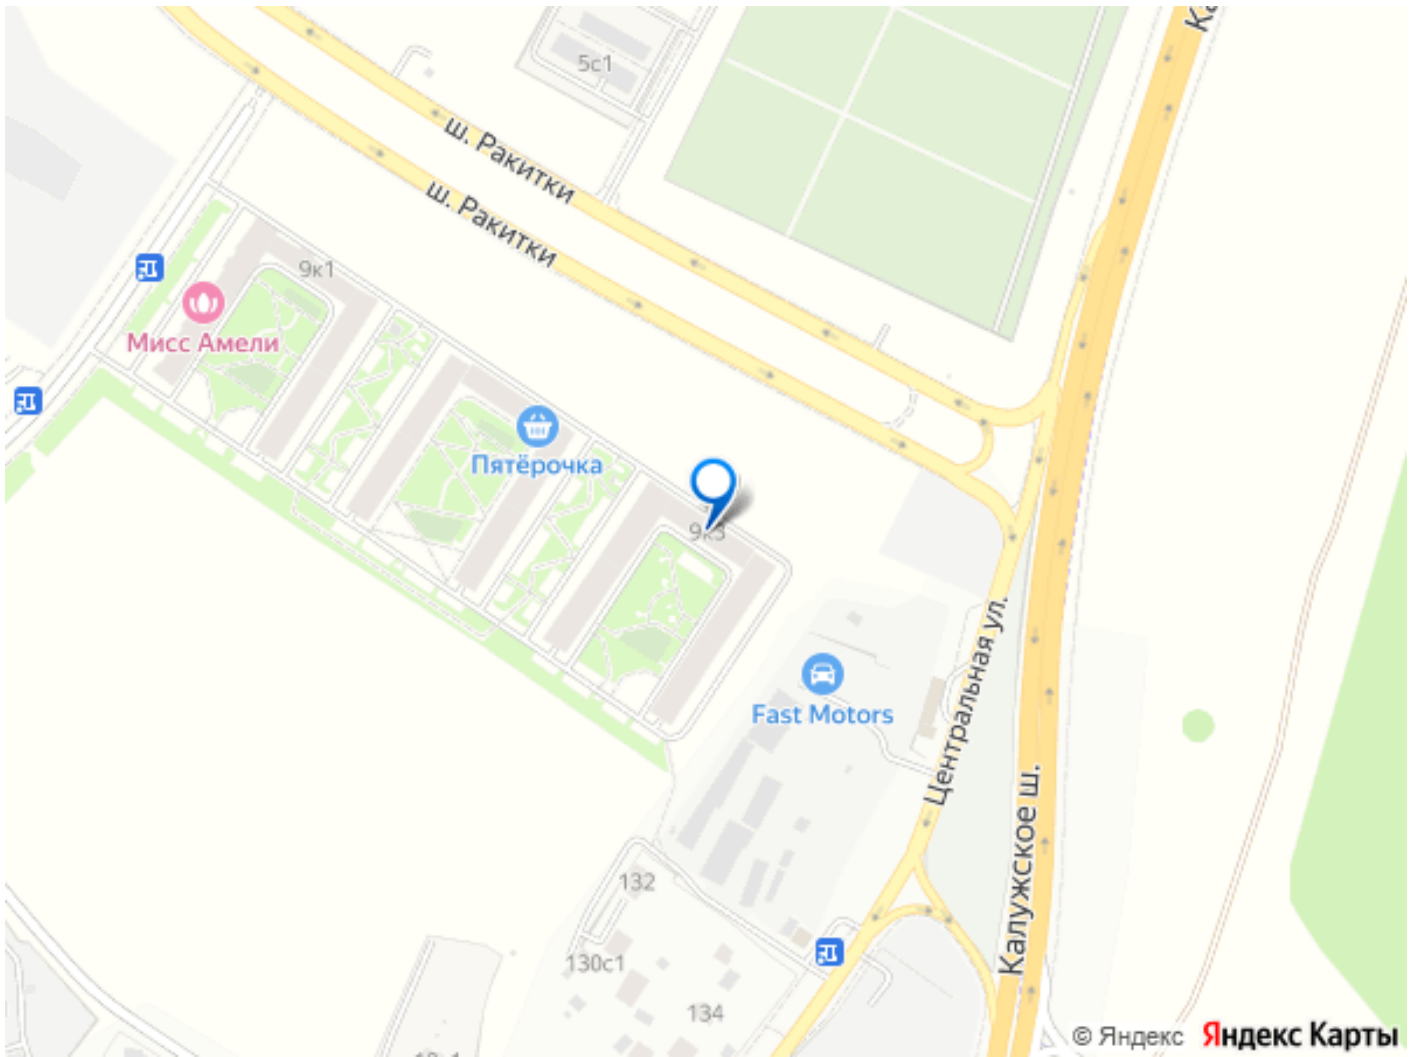 Ка
5с1
ш. Ракитки
ш. Ракитки
9к1
Мисс Амели
Пятёрочка
9к3
Центральная ул.
Fast Motors
Калужское ш.
132
130с1
134
© Яндекс Яндекс Карты